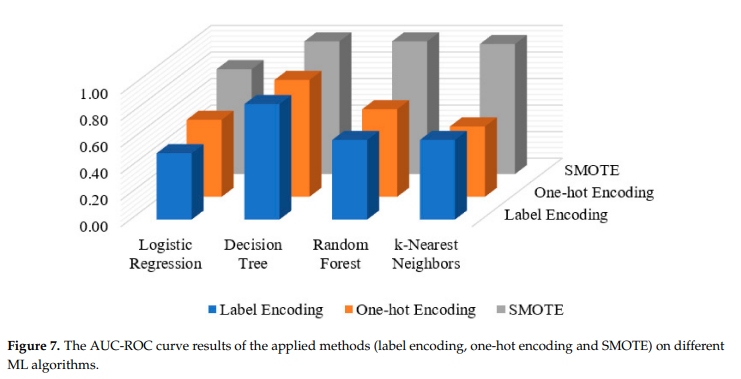 1.00
0.80
0.60
0.40
0.20
0.00
SMOTE
One-hot Encoding
Label Encoding
Logistic Regression
Decision Tree
Random Forest
k-Nearest Neighbors
Label Encoding One-hot Encoding SMOTE
Figure 7. The AUC-ROC curve results of the applied methods (label encoding, one-hot encoding and SMOTE) on different
ML algorithms.